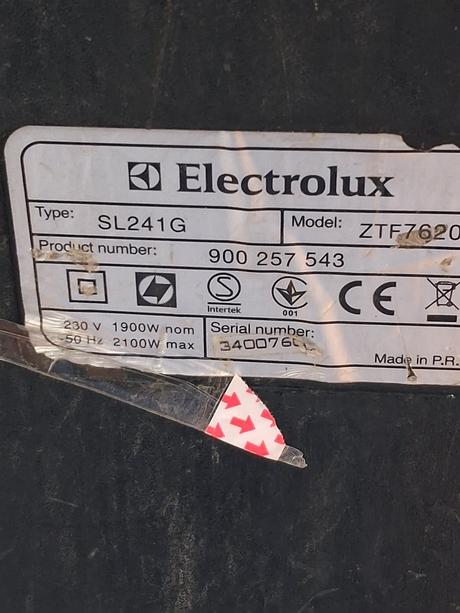 Electrolux
Type: SL241G
Model: ZTF7620
Product number: 900 257 543
Intertek
001
CE
230 V 1900W nom
50 Hz 2100W max
Serial number:
Made in P.R.